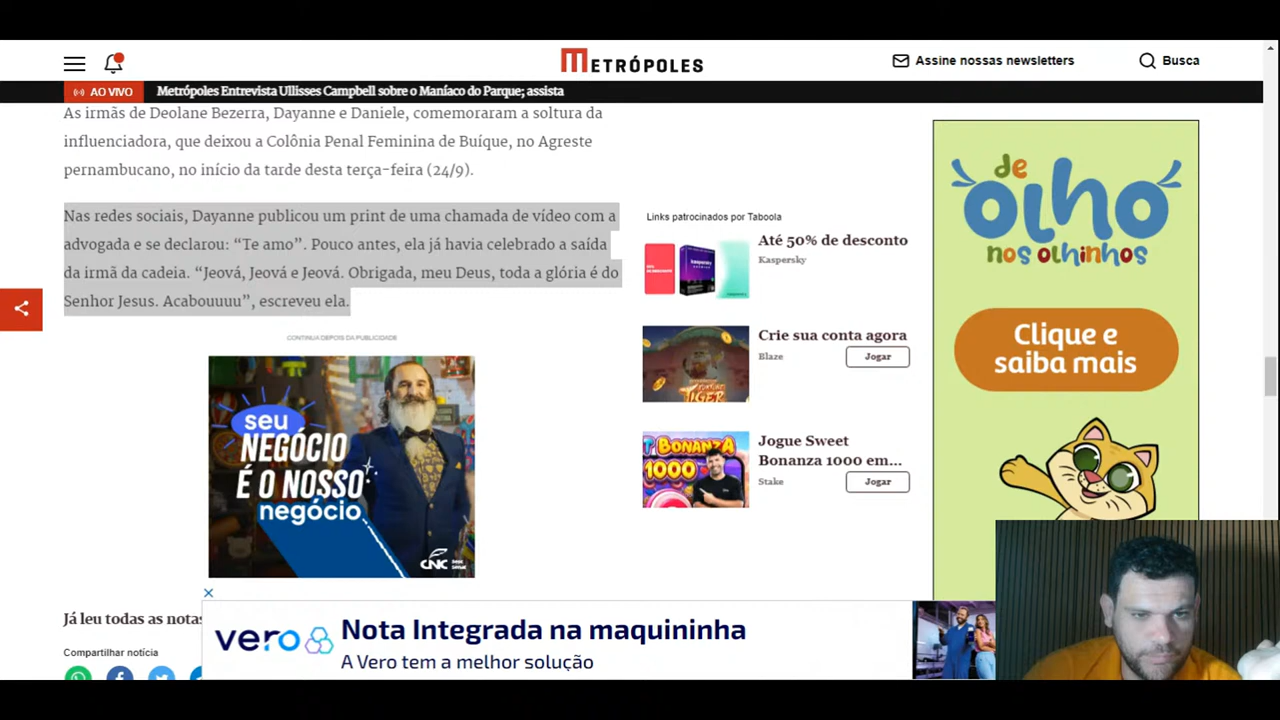 METRÓPOLES
Assine nossas newsletters
Busca
AO VIVO
Metrópoles Entrevista Ullisses Campbell sobre o Maníaco do Parque; assista
As irmãs de Deolane Bezerra, Dayanne e Daniele, comemoraram a soltura da
influenciadora, que deixou a Colônia Penal Feminina de Buíque, no Agreste
pernambucano, no início da tarde desta terça-feira (24/9).
Nas redes sociais, Dayanne publicou um print de uma chamada de vídeo com a
advogada e se declarou: “Te amo”. Pouco antes, ela já havia celebrado a saída
da irmã da cadeia. “Jeová, Jeová e Jeová. Obrigada, meu Deus, toda a glória é do
Senhor Jesus. Acabouuuu”, escreveu ela.
CONTINUA DEPOIS DA PUBLICIDADE
seu
NEGÓCIO
É O NOSSO
negócio
CNC
Já leu todas as notas
Compartilhar notícia
Links patrocinados por Taboola
Até 50% de desconto
Kaspersky
Crie sua conta agora
Blaze
Jogar
TIGER
Jogue Sweet
Bonanza 1000 em...
Stake
Jogar
T BONANZA
1000
de
olho
nos olhinhos
Clique e
saiba mais
vero
Nota Integrada na maquininha
A Vero tem a melhor solução